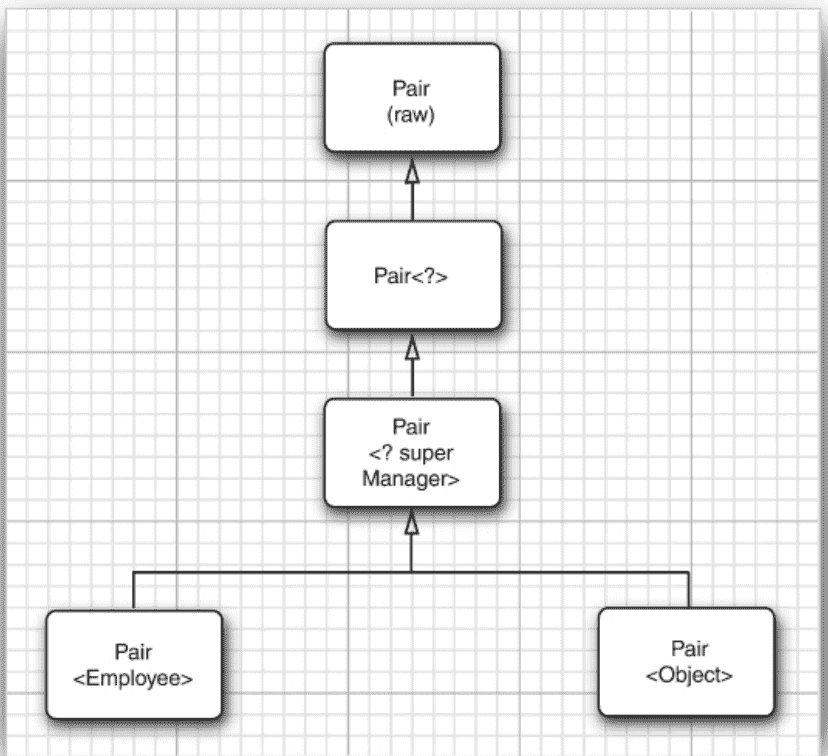 Pair
(raw)
Pair<?>
Pair
<? super
Manager>
Pair
<Employee>
Pair
<Object>